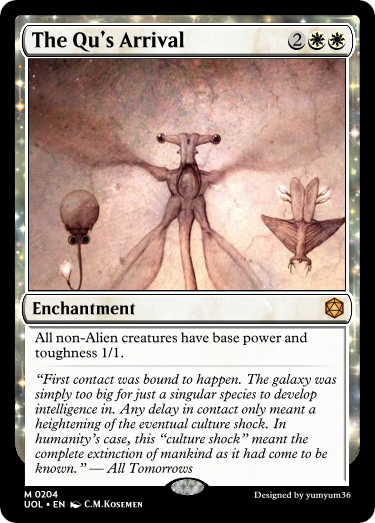 The Qu's Arrival 2
Enchantment
All non-Alien creatures have base power and
toughness 1/1.
“First contact was bound to happen. The galaxy was
simply too big for just a singular species to develop
intelligence in. Any delay in contact only meant a
heightening of the eventual culture shock. In
humanity's case, this “culture shock” meant the
complete extinction of mankind as it had come to be
known.” — All Tomorrows
M 0204
UOL • EN C.M.KOSEMEN
Designed by yumyum36